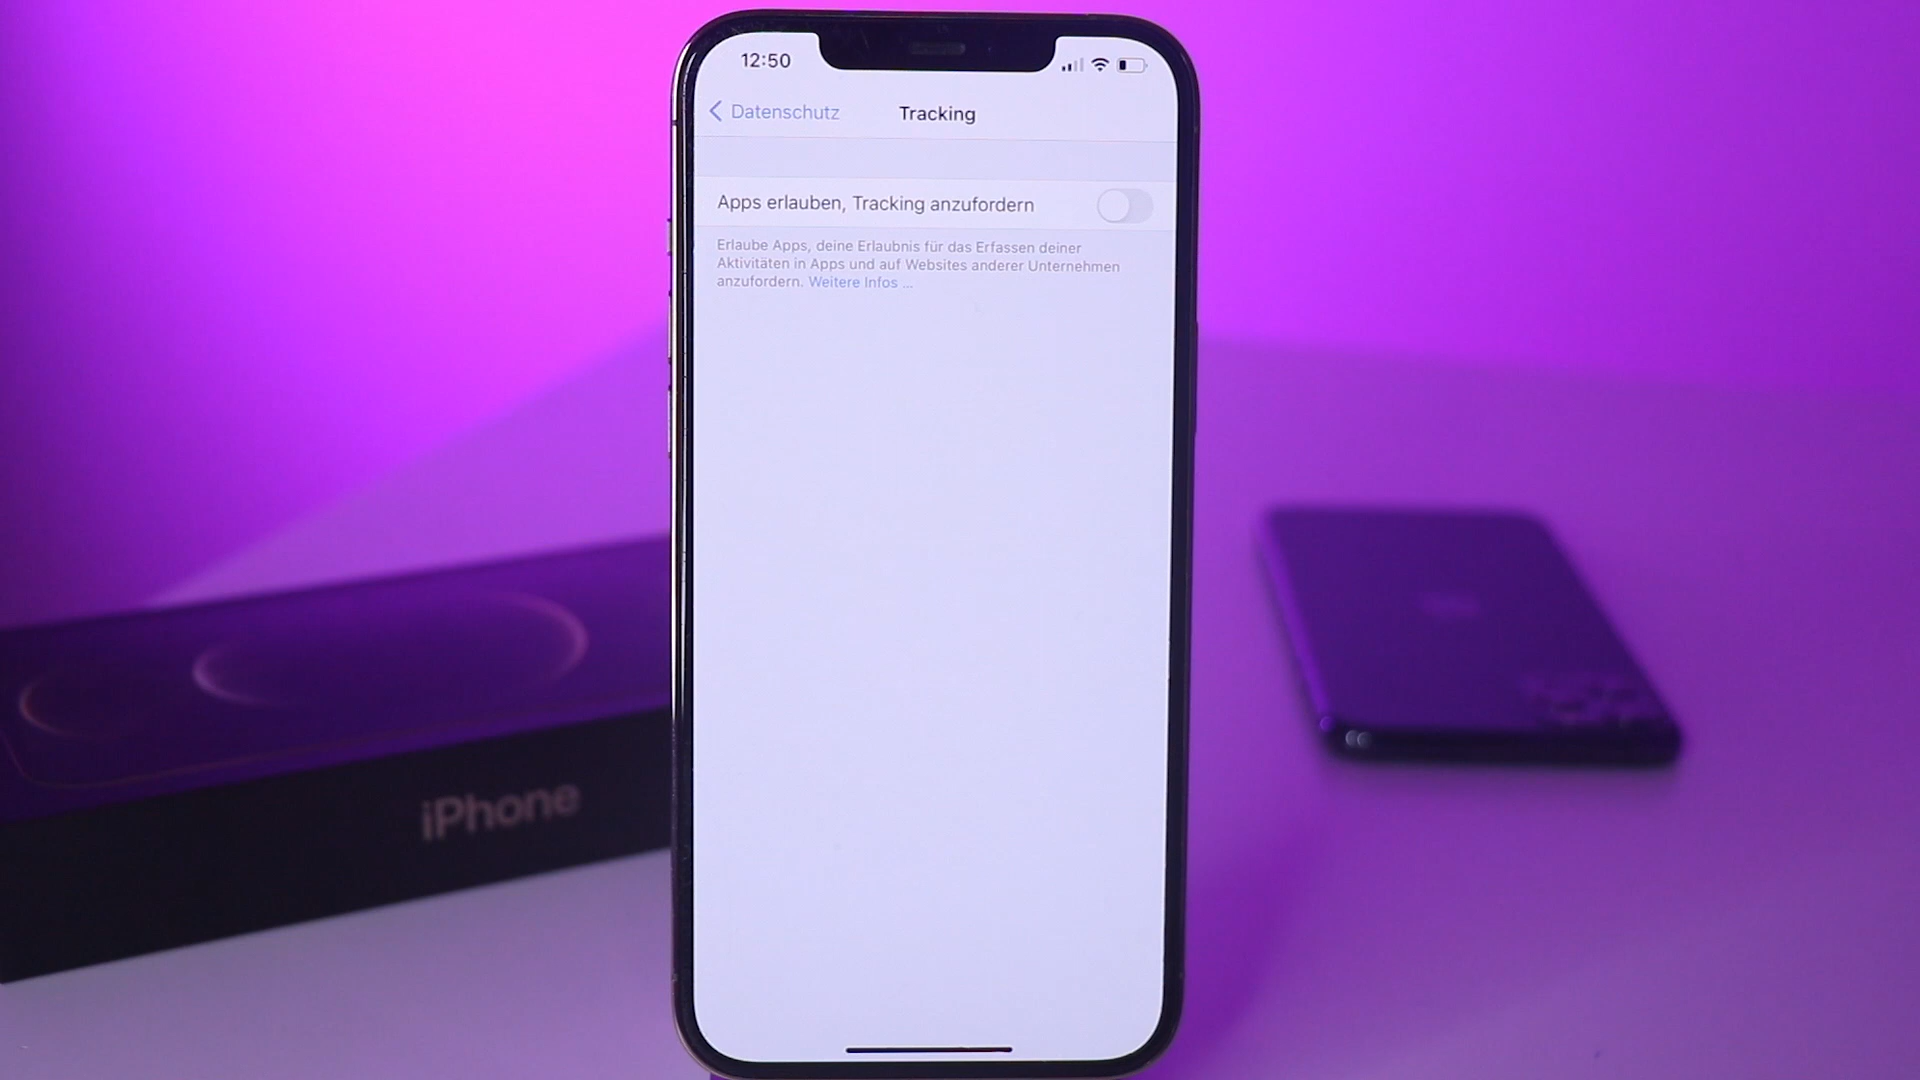 12:50
Datenschutz
Tracking
Apps erlauben, Tracking anzufordern
Erlaube Apps, deine Erlaubnis für das Erfassen deiner
Aktivitäten in Apps und auf Websites anderer Unternehmen
anzufordern. Weitere Infos ...
iPhone